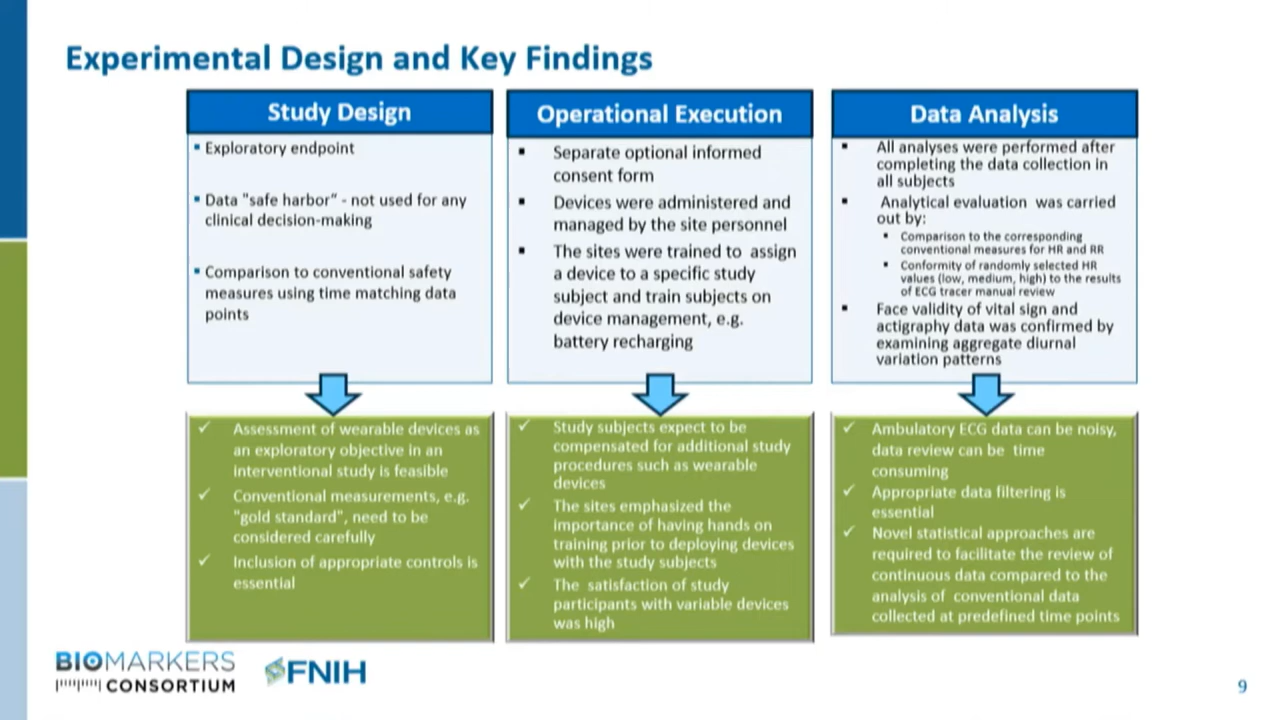 Experimental Design and Key Findings
Study Design
▪ Exploratory endpoint
▪ Data "safe harbor" - not used for any
clinical decision-making
▪ Comparison to conventional safety
measures using time matching data
points
Operational Execution
▪ Separate optional informed
consent form
▪ Devices were administered and
managed by the site personnel
▪ The sites were trained to assign
a device to a specific study
subject and train subjects on
device management, e.g.
battery recharging
Data Analysis
▪ All analyses were performed after
completing the data collection in
all subjects
▪ Analytical evaluation was carried
out by:
▪ Comparison to the corresponding
conventional measures for HR and RR
▪ Conformity of randomly selected HR
values (low, medium, high) to the results
of ECG tracer manual review
▪ Face validity of vital sign and
actigraphy data was confirmed by
examining aggregate diurnal
variation patterns
✓ Assessment of wearable devices as
an exploratory objective in an
interventional study is feasible
✓ Conventional measurements, e.g.
"gold standard", need to be
considered carefully
✓ Inclusion of appropriate controls is
essential
✓ Study subjects expect to be
compensated for additional study
procedures such as wearable
devices
✓ The sites emphasized the
importance of having hands on
training prior to deploying devices
with the study subjects
✓ The satisfaction of study
participants with variable devices
was high
✓ Ambulatory ECG data can be noisy,
data review can be time
consuming
✓ Appropriate data filtering is
essential
✓ Novel statistical approaches are
required to facilitate the review of
continuous data compared to the
analysis of conventional data
collected at predefined time points
BIOMARKERS
CONSORTIUM
FNIH
9